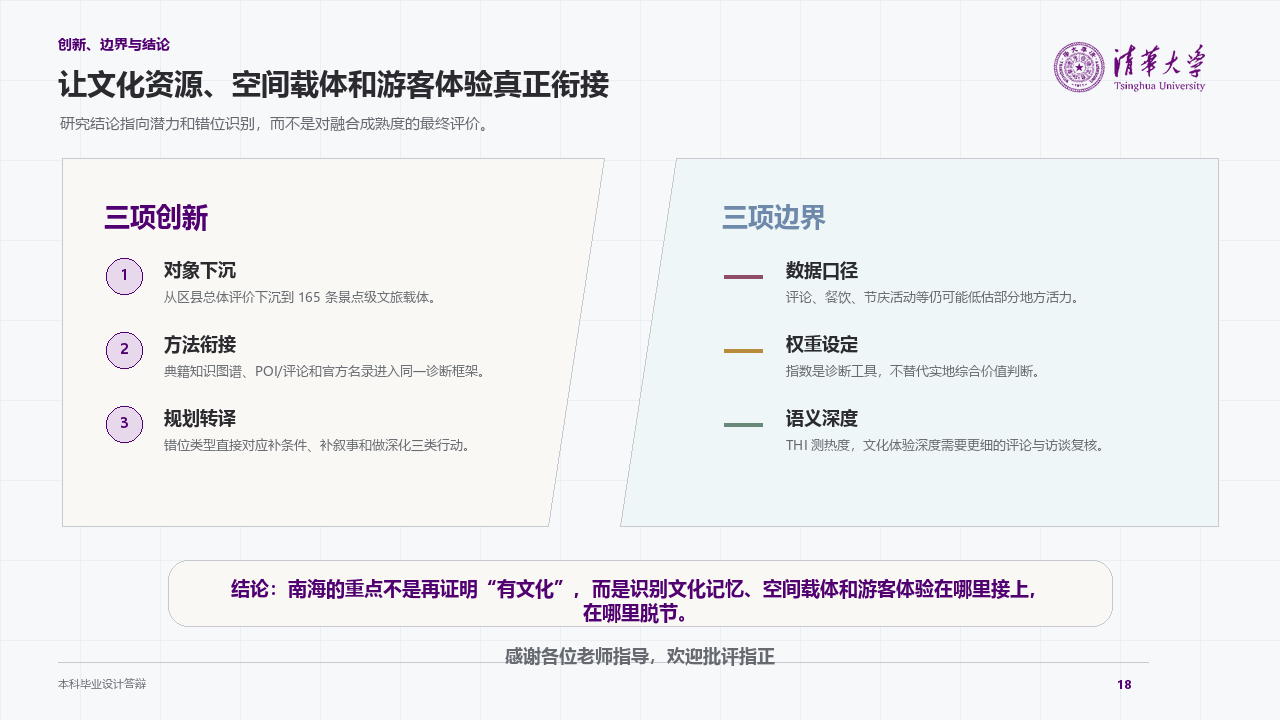 创新、边界与结论
让文化资源、空间载体和游客体验真正衔接
研究结论指向潜力和错位识别，而不是对融合成熟度的最终评价。
清華大学
Tsinghua University
三项创新
1
对象下沉
从区县总体评价下沉到 165 条景点级文旅载体。
2
方法衔接
典籍知识图谱、POI/评论和官方名录进入同一诊断框架。
3
规划转译
错位类型直接对应补条件、补叙事和做深化三类行动。
三项边界
数据口径
评论、餐饮、节庆活动等仍可能低估部分地方活力。
权重设定
指数是诊断工具，不替代实地综合价值判断。
语义深度
THI 测热度，文化体验深度需要更细的评论与访谈复核。
结论：南海的重点不是再证明“有文化”，而是识别文化记忆、空间载体和游客体验在哪里接上，
在哪里脱节。
感谢各位老师指导，欢迎批评指正
本科毕业设计答辩
18